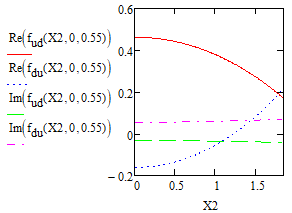 Re(f_ud(X2,0,0.55))
Re(f_du(X2,0,0.55))
Im(f_ud(X2,0,0.55))
Im(f_du(X2,0,0.55))
0.6
0.4
0.2
0
−0.2
0 0.5 1 1.5
X2